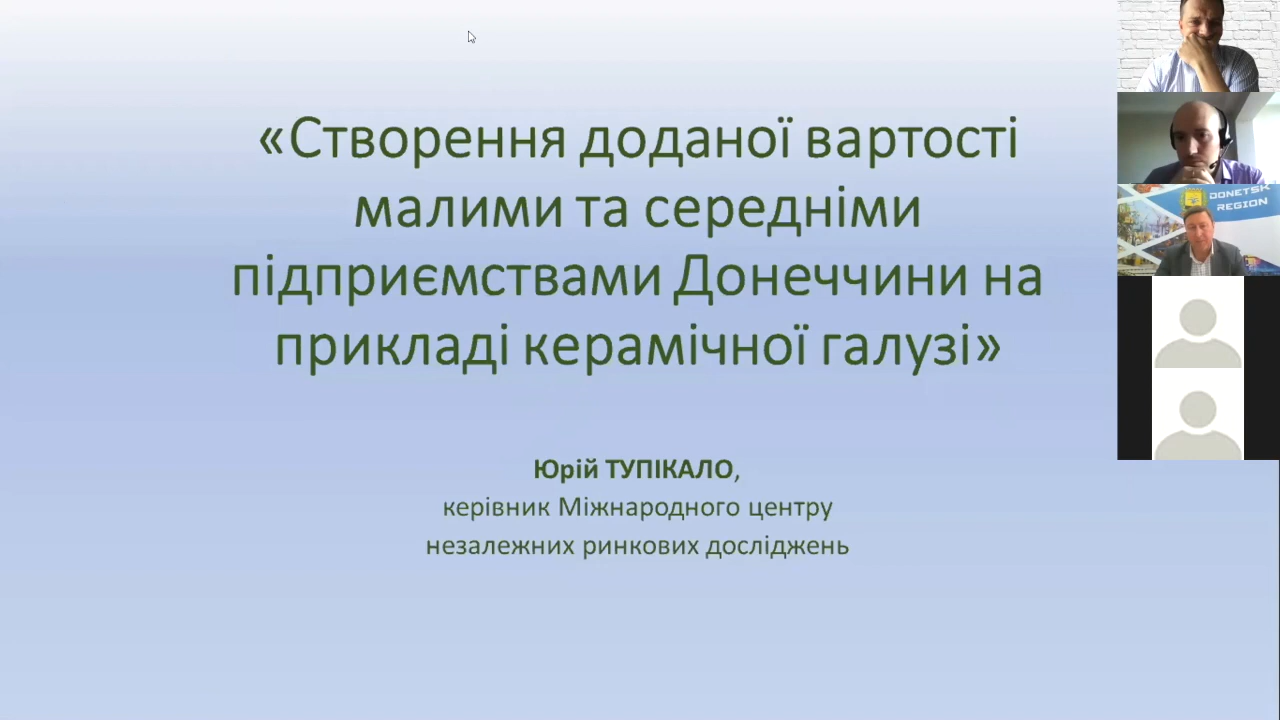 «Створення доданої вартості
малими та середніми
підприємствами Донеччини на
прикладі керамічної галузі»
Юрій ТУПІКАЛО,
керівник Міжнародного центру
незалежних ринкових досліджень
DONETSK
REGION